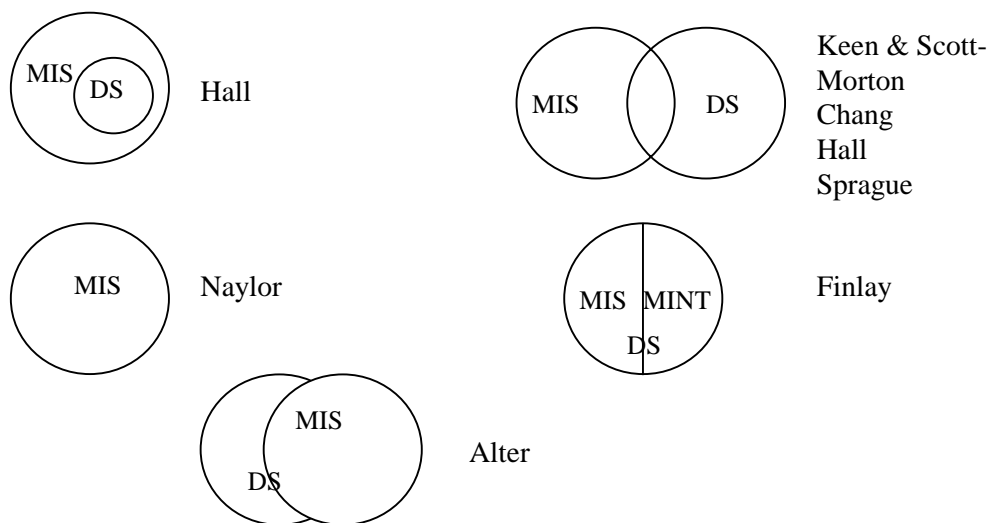 MIS
DS
Hall
MIS
DS
Keen & Scott-
Morton
Chang
Hall
Sprague
MIS
Naylor
MIS
MINT
DS
Finlay
MIS
DS
Alter